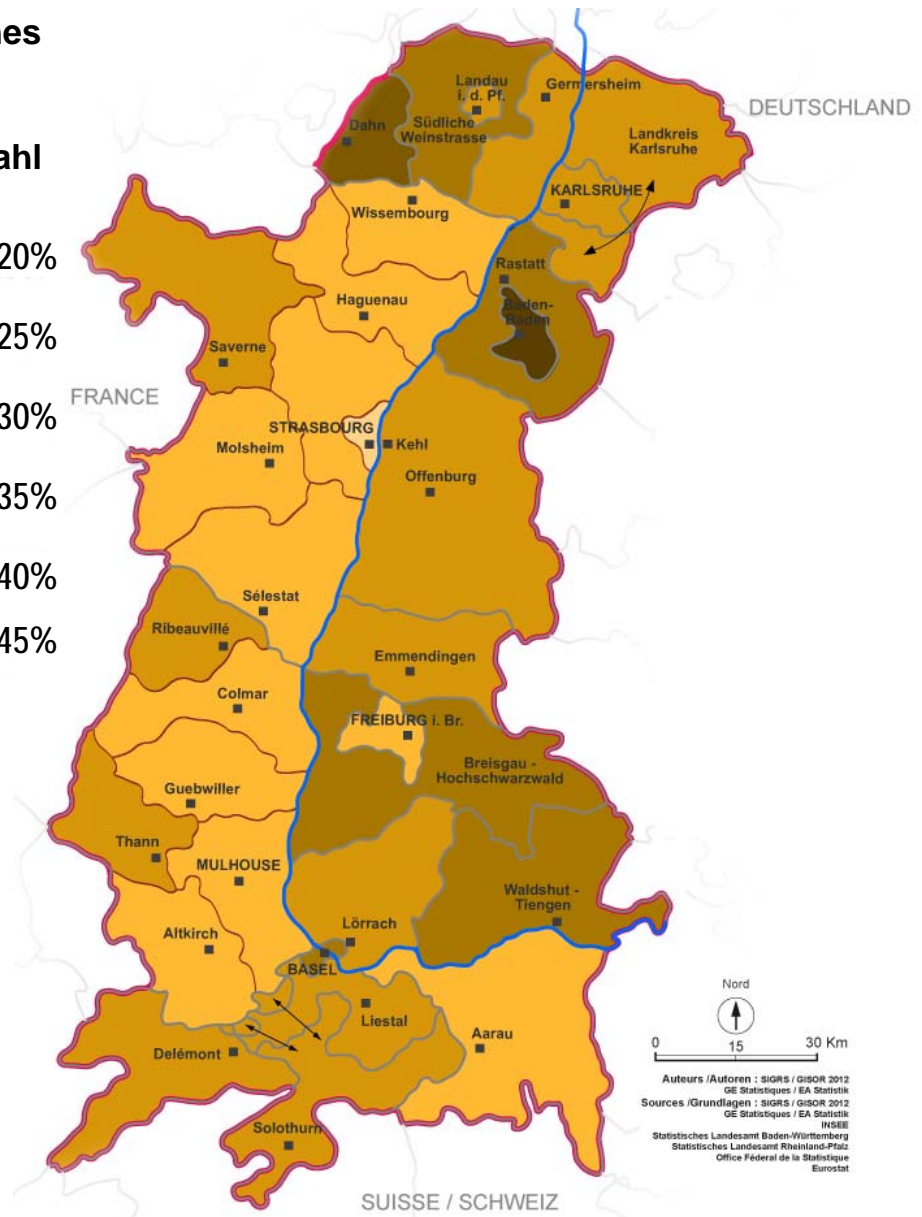 nes
ahl
20%
25%
30%
35%
40%
45%
DEUTSCHLAND
FRANCE
SUISSE / SCHWEIZ
Landau
i. d. Pf.
Germersheim
Dahn
Südliche
Weinstrasse
Landkreis
Karlsruhe
KARLSRUHE
Wissembourg
Rastatt
Baden-
Baden
Haguenau
Saverne
STRASBOURG
Kehl
Molsheim
Offenburg
Sélestat
Ribeauvillé
Emmendingen
Colmar
FREIBURG i. Br.
Breisgau -
Hochschwarzwald
Guebwiller
Thann
MULHOUSE
Waldshut -
Tiengen
Altkirch
Lörrach
BASEL
Liestal
Aarau
Delémont
Solothurn
Nord
0 15 30 Km
Auteurs /Autoren : SIGRS / GISOR 2012
GE Statistiques / EA Statistik
Sources /Grundlagen : SIGRS / GISOR 2012
GE Statistiques / EA Statistik
INSEE
Statistisches Landesamt Baden-Württemberg
Statistisches Landesamt Rheinland-Pfalz
Office Féderal de la Statistique
Eurostat